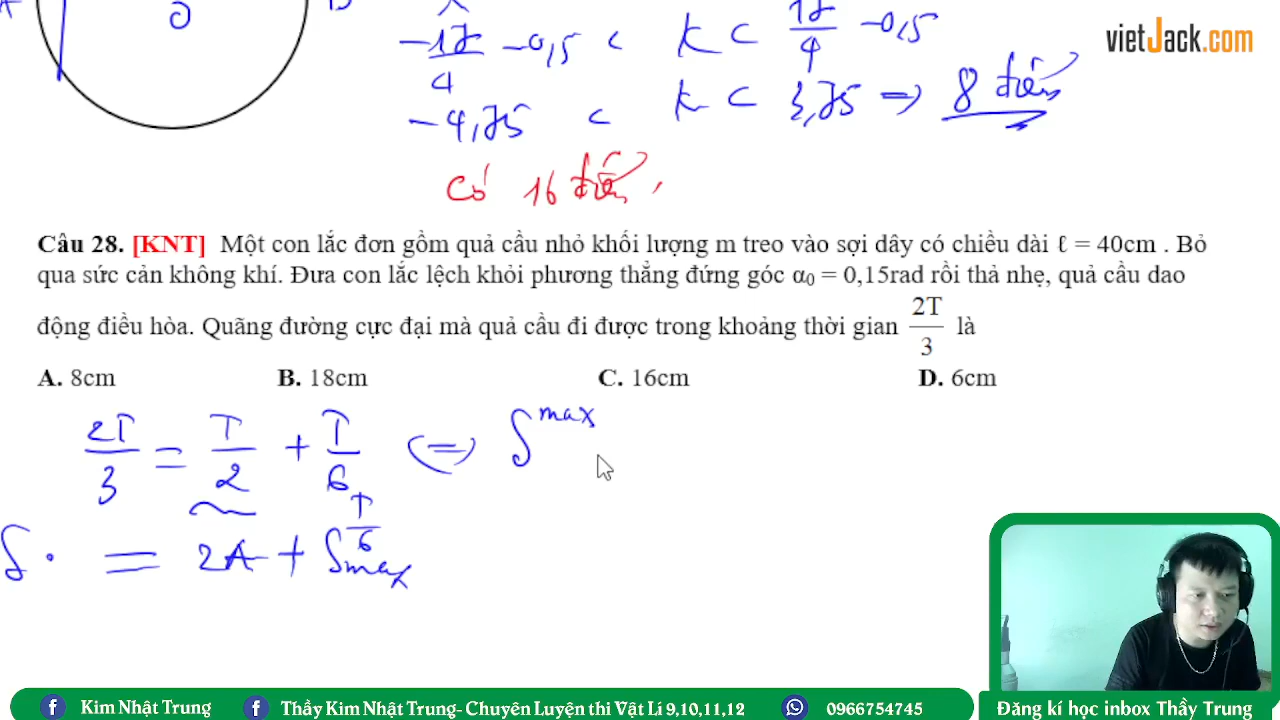 vietJack.com
O
-17/4 -0,5 < K < 17/4 -0,5
-4,75 < K < 3,75 => 8 điểm
Có 16 điểm
Câu 28. [KNT] Một con lắc đơn gồm quả cầu nhỏ khối lượng m treo vào sợi dây có chiều dài ℓ = 40cm . Bỏ
qua sức cản không khí. Đưa con lắc lệch khỏi phương thẳng đứng góc α₀ = 0,15rad rồi thả nhẹ, quả cầu dao
động điều hòa. Quãng đường cực đại mà quả cầu đi được trong khoảng thời gian 2T/3 là
A. 8cm B. 18cm C. 16cm D. 6cm
2T/3 = T/2 + T/6 <=> S max
S = 2A + S max T/6
Kim Nhật Trung Thầy Kim Nhật Trung- Chuyên Luyện thi Vật Lí 9,10,11,12 0966754745 Đăng kí học inbox Thầy Trung